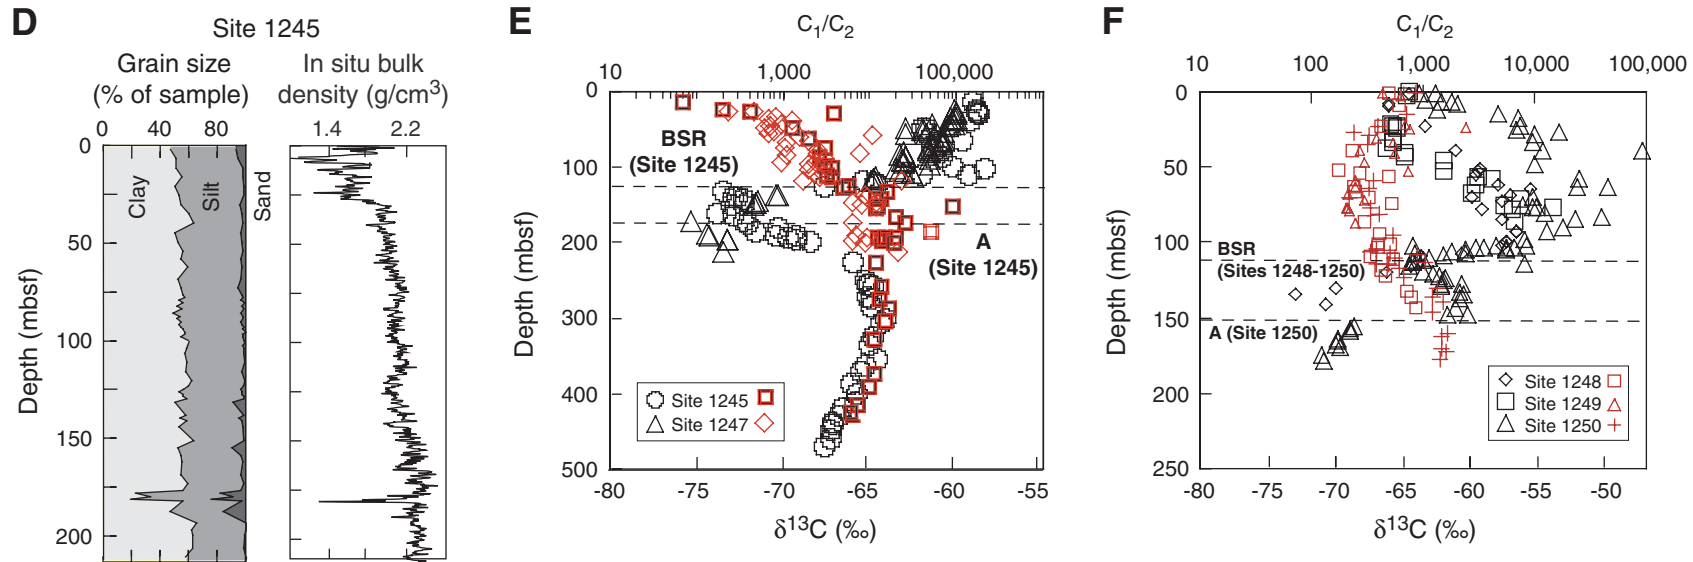 D
Site 1245
Grain size
(% of sample)
In situ bulk
density (g/cm³)
0 40 80
1.4 2.2
Depth (mbsf)
0
50
100
150
200
Clay
Silt
Sand
E
C₁/C₂
10 1,000 100,000
Depth (mbsf)
0
100
200
300
400
500
BSR
(Site 1245)
A
(Site 1245)
Site 1245
Site 1247
-80 -75 -70 -65 -60 -55
δ¹³C (‰)
F
C₁/C₂
10 100 1,000 10,000 100,000
Depth (mbsf)
0
50
100
150
200
250
BSR
(Sites 1248-1250)
A (Site 1250)
Site 1248
Site 1249
Site 1250
-80 -75 -70 -65 -60 -55 -50
δ¹³C (‰)